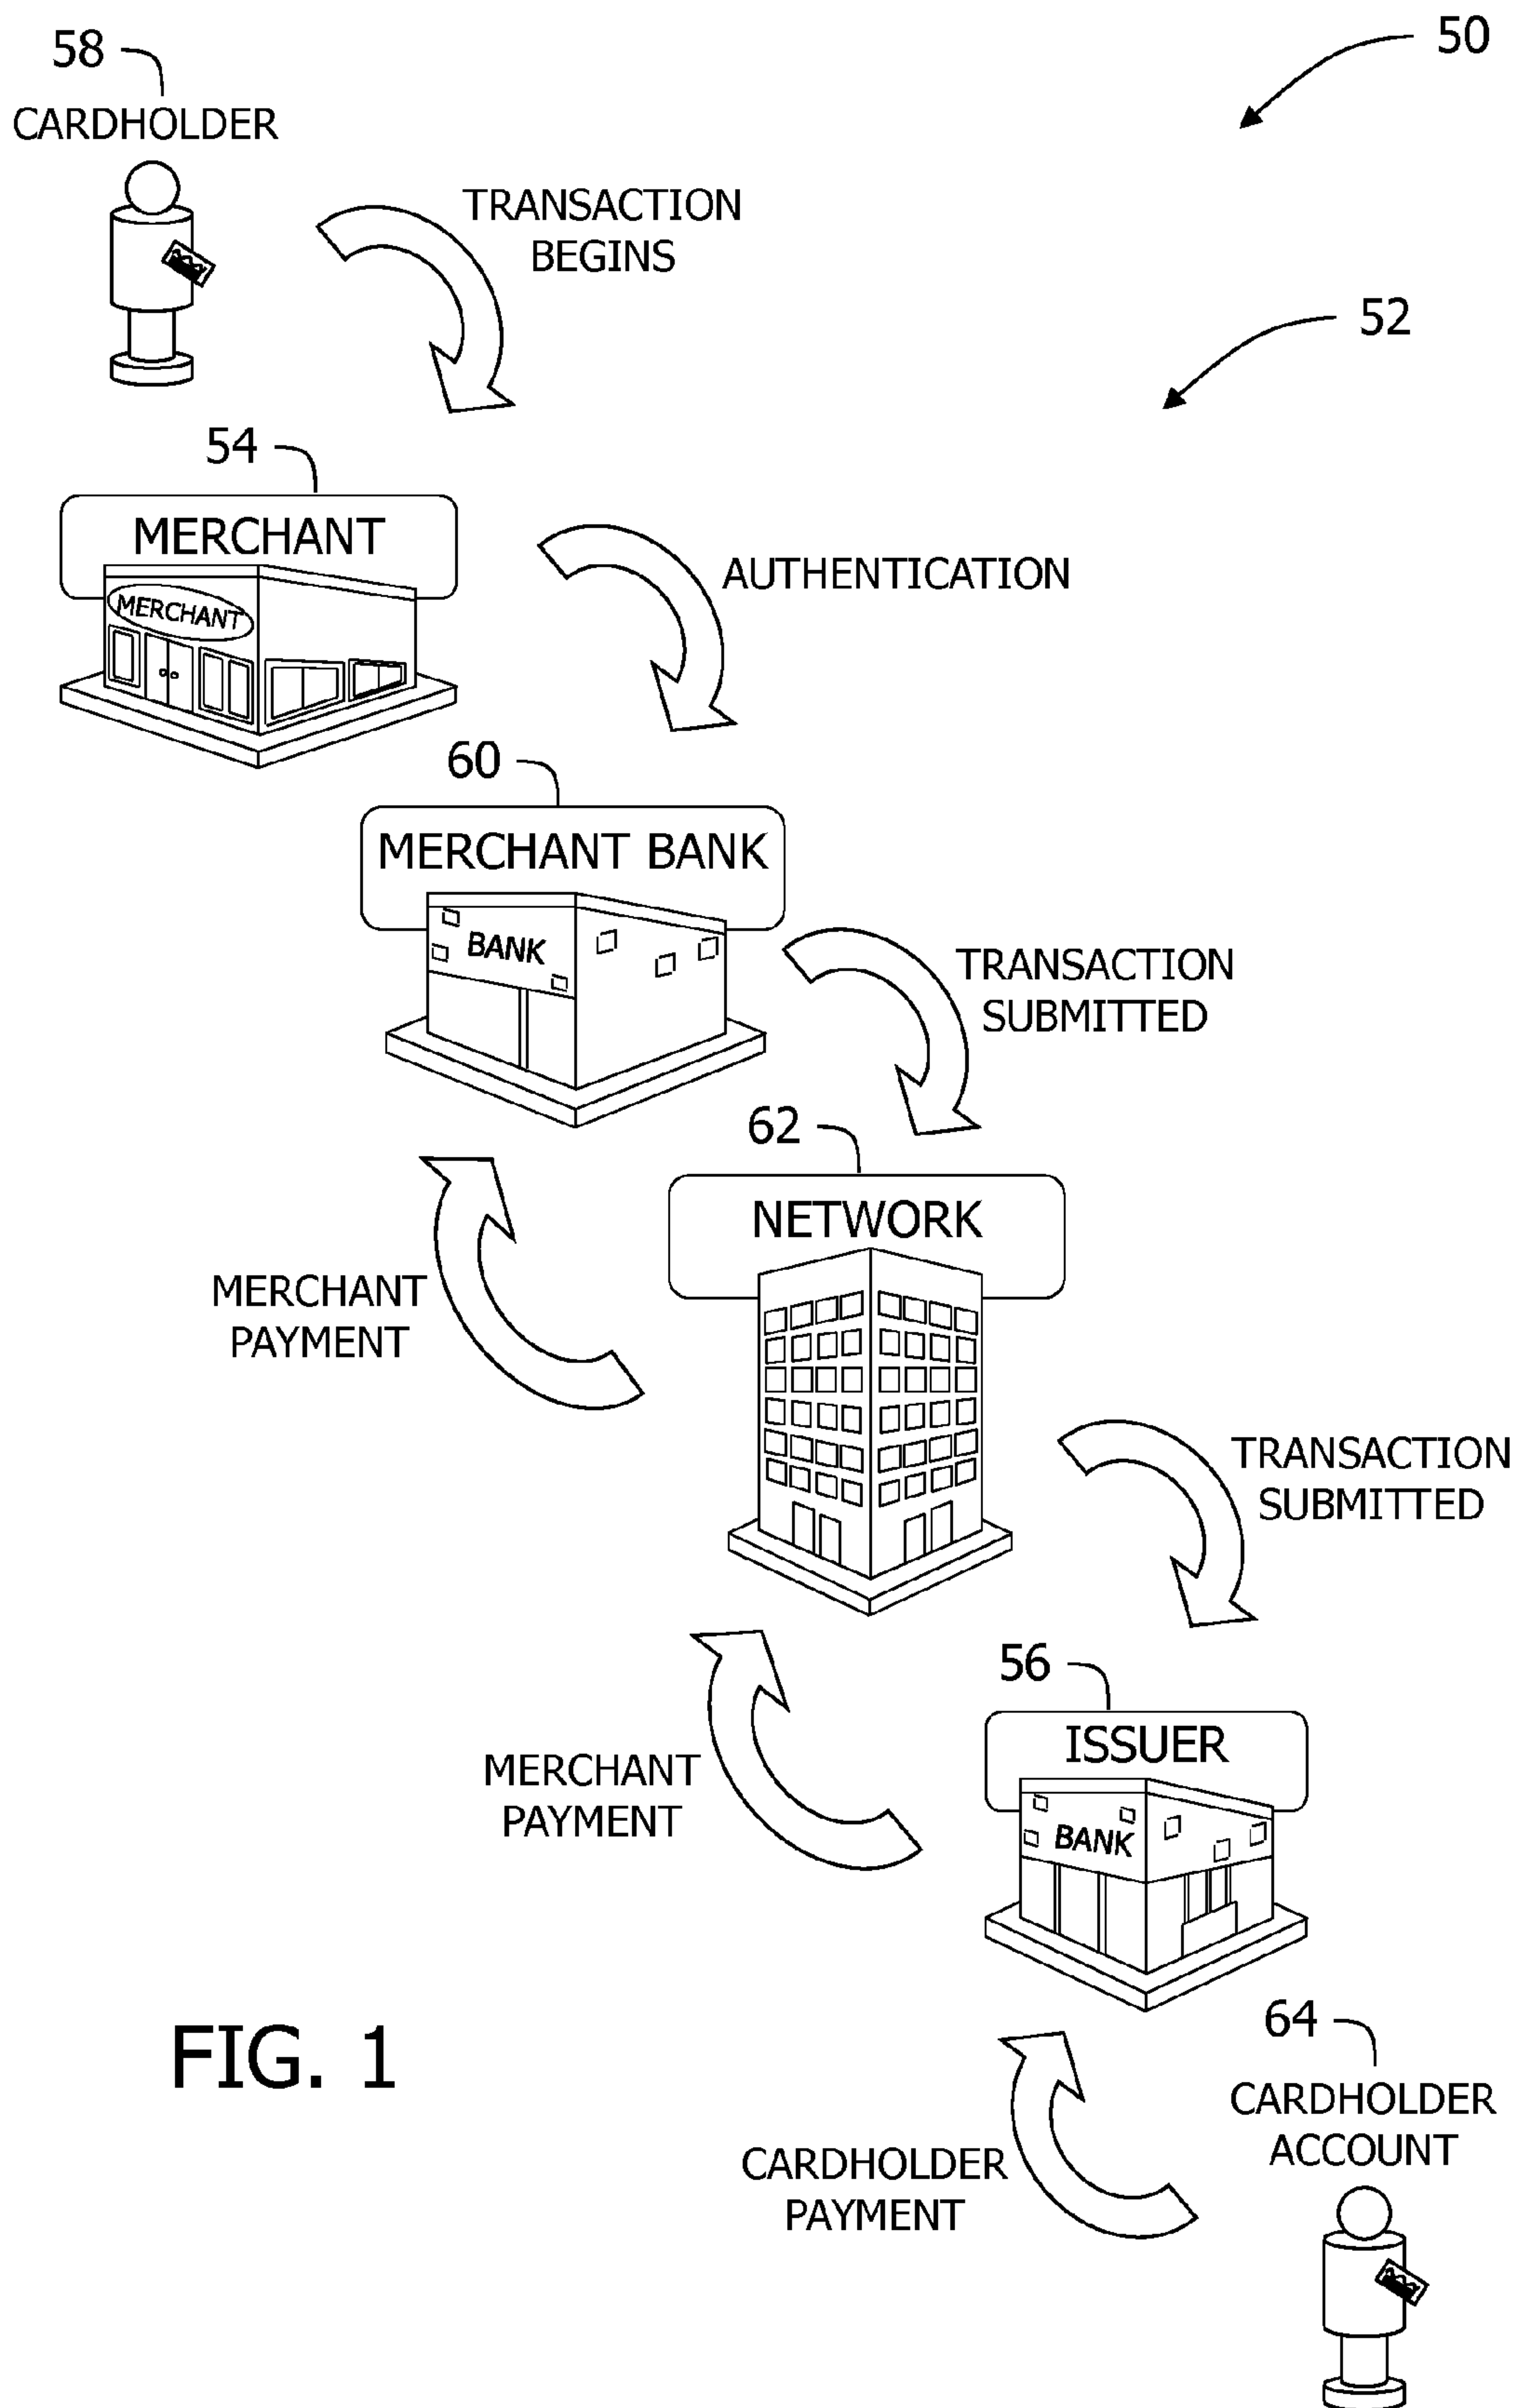 50
58
CARDHOLDER
TRANSACTION
BEGINS
52
54
MERCHANT
MERCHANT
AUTHENTICATION
60
MERCHANT BANK
BANK
TRANSACTION
SUBMITTED
62
NETWORK
MERCHANT
PAYMENT
TRANSACTION
SUBMITTED
56
ISSUER
BANK
MERCHANT
PAYMENT
FIG. 1
64
CARDHOLDER
ACCOUNT
CARDHOLDER
PAYMENT